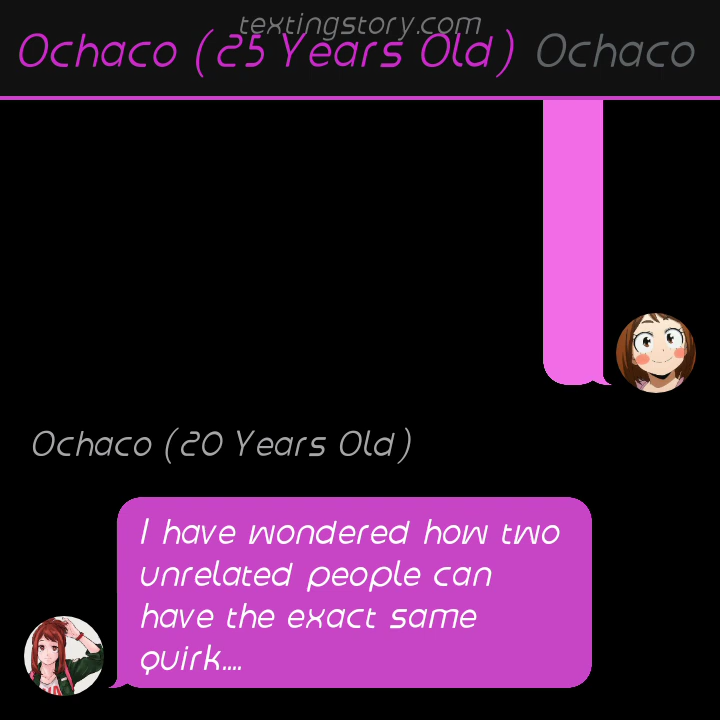 textingstory.com
Ochaco (25 Years Old) Ochaco
Ochaco (20 Years Old)
I have wondered how two
unrelated people can
have the exact same
quirk....